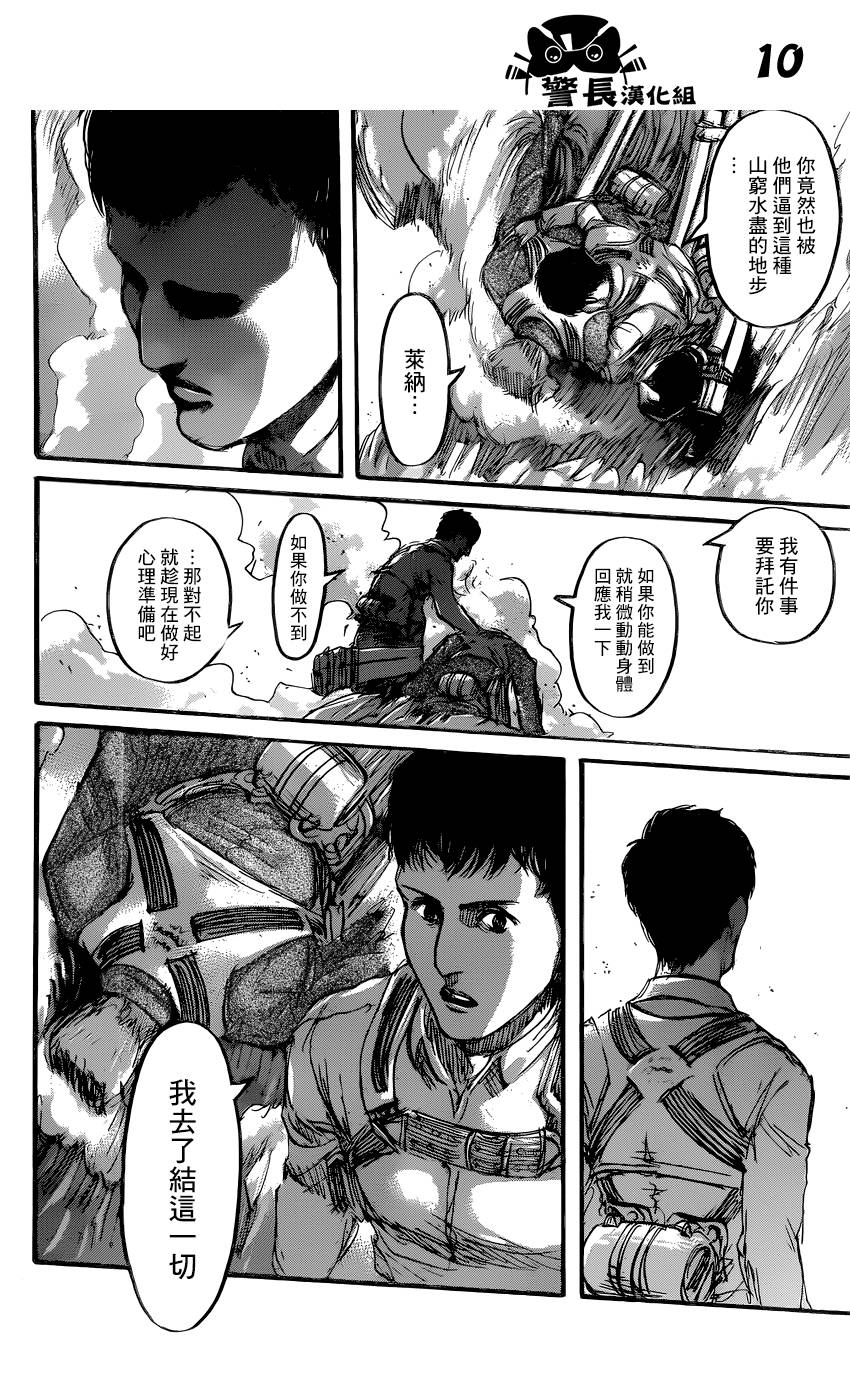 警長漢化組
10
你竟然也被
他們逼到這種
山窮水盡的地步
…
萊納…
我有件事
要拜託你
如果你能做到
就稍微動動身體
回應我一下
如果你做不到
…那對不起
就趁現在做好
心理準備吧
我去了結這一切